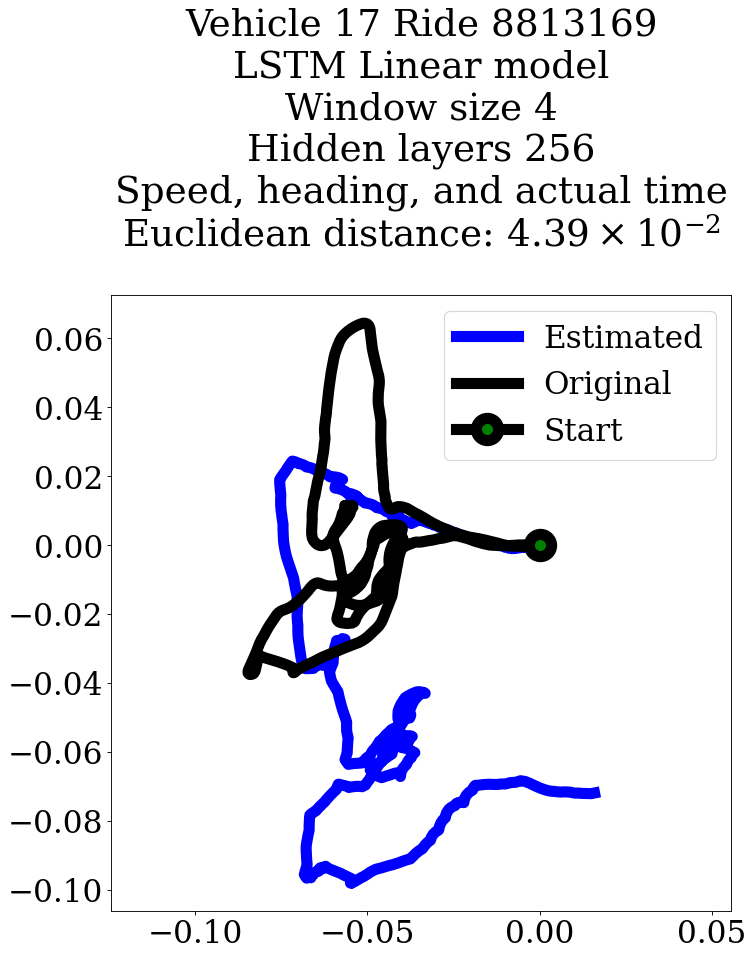 Vehicle 17 Ride 8813169
LSTM Linear model
Window size 4
Hidden layers 256
Speed, heading, and actual time
Euclidean distance: 4.39 × 10⁻²
Estimated
Original
Start
0.06
0.04
0.02
0.00
−0.02
−0.04
−0.06
−0.08
−0.10
−0.10 −0.05 0.00 0.05